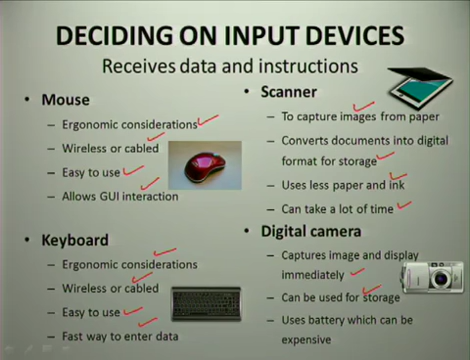 DECIDING ON INPUT DEVICES
Receives data and instructions
• Mouse
– Ergonomic considerations
– Wireless or cabled
– Easy to use
– Allows GUI interaction
• Keyboard
– Ergonomic considerations
– Wireless or cabled
– Easy to use
– Fast way to enter data
• Scanner
– To capture images from paper
– Converts documents into digital
format for storage
– Uses less paper and ink
– Can take a lot of time
• Digital camera
– Captures image and display
immediately
– Can be used for storage
– Uses battery which can be
expensive